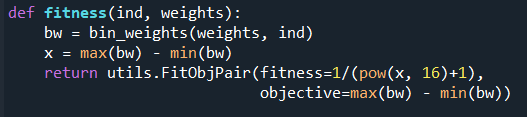 def fitness(ind, weights):
    bw = bin_weights(weights, ind)
    x = max(bw) - min(bw)
    return utils.FitObjPair(fitness=1/(pow(x, 16)+1),
                            objective=max(bw) - min(bw))